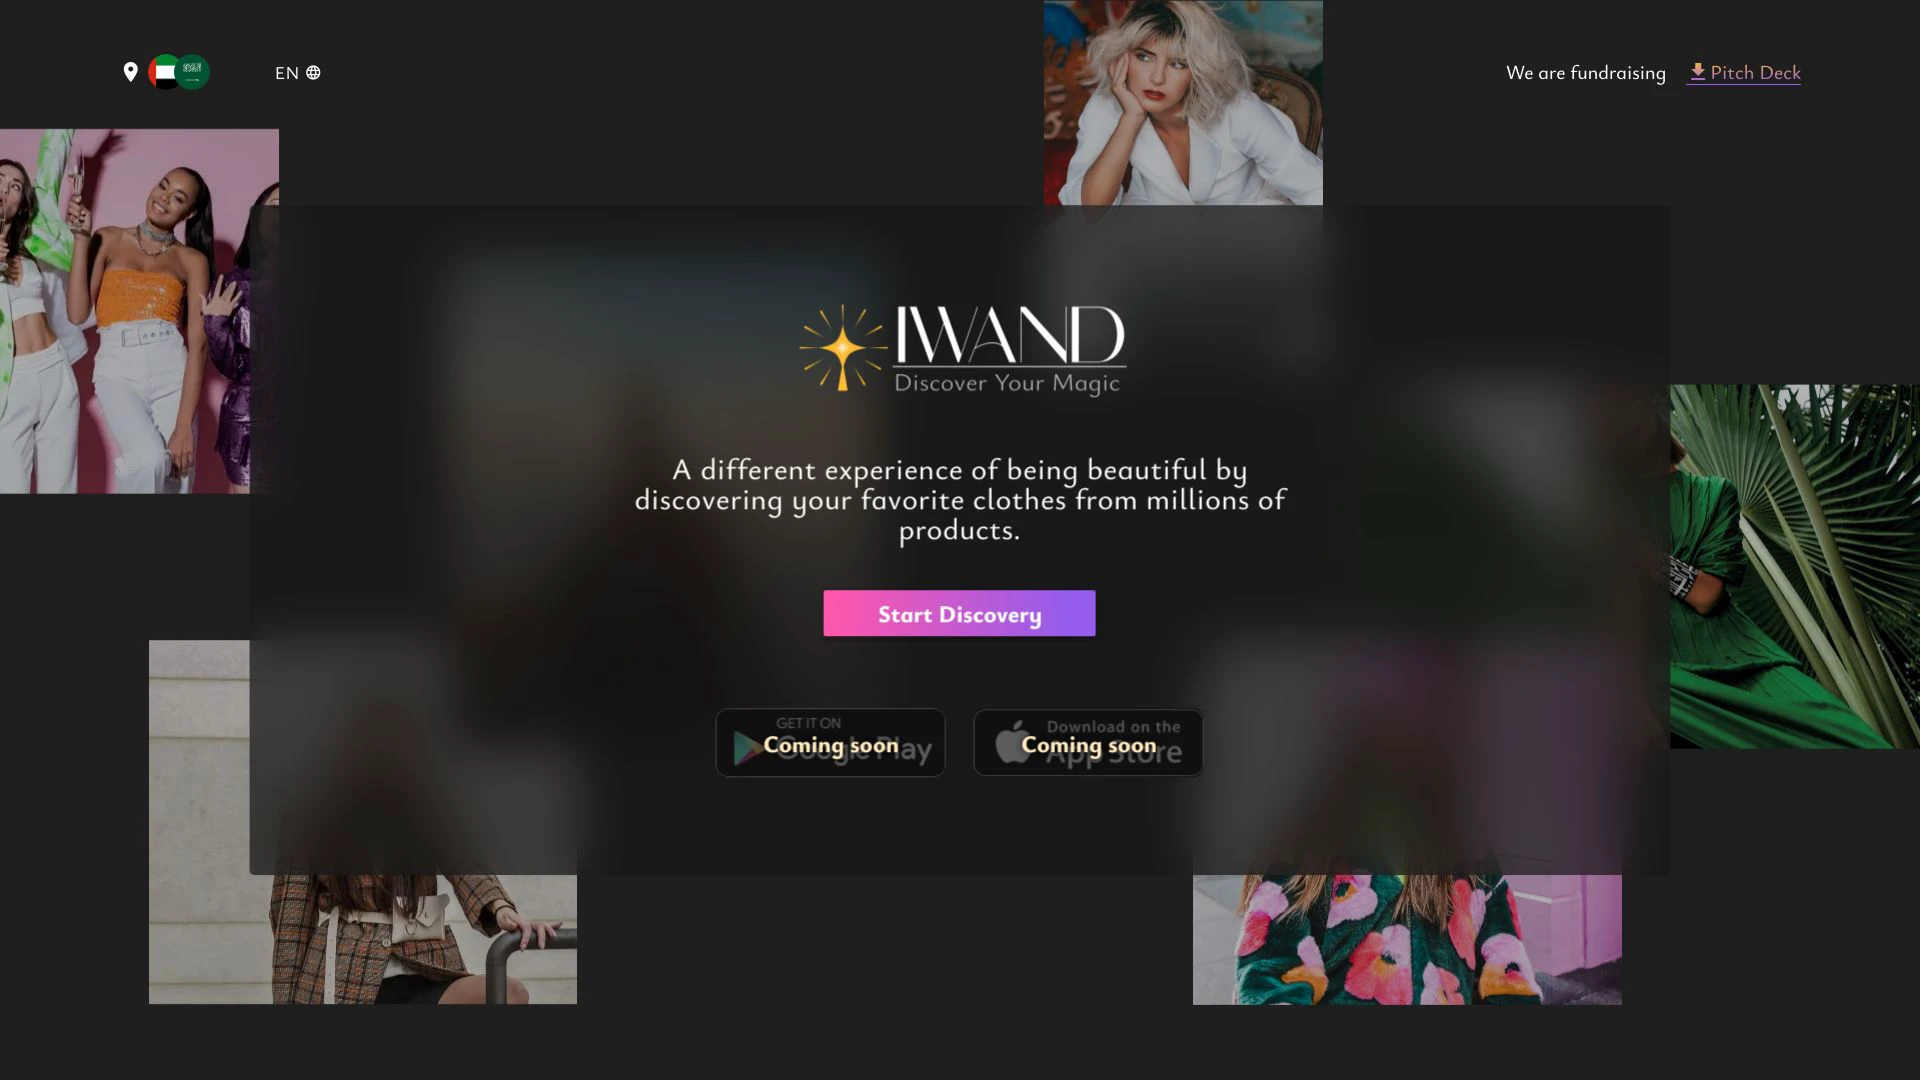 EN
We are fundraising
Pitch Deck
IWAND
Discover Your Magic
A different experience of being beautiful by
discovering your favorite clothes from millions of
products.
Start Discovery
GET IT ON
Google Play
Coming soon
Download on the
App Store
Coming soon